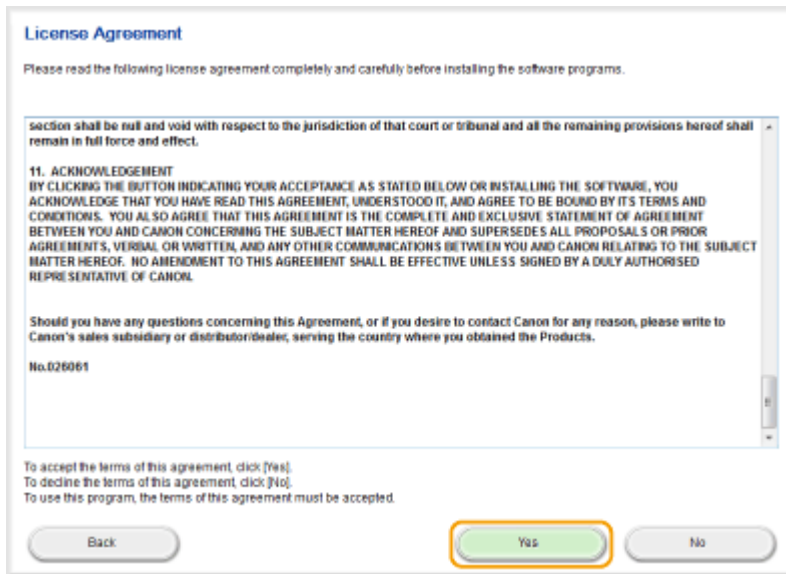 License Agreement
Please read the following license agreement completely and carefully before installing the software programs.
section shall be null and void with respect to the jurisdiction of that court or tribunal and all the remaining provisions hereof shall
remain in full force and effect.
11. ACKNOWLEDGEMENT
BY CLICKING THE BUTTON INDICATING YOUR ACCEPTANCE AS STATED BELOW OR INSTALLING THE SOFTWARE, YOU
ACKNOWLEDGE THAT YOU HAVE READ THIS AGREEMENT, UNDERSTOOD IT, AND AGREE TO BE BOUND BY ITS TERMS AND
CONDITIONS. YOU ALSO AGREE THAT THIS AGREEMENT IS THE COMPLETE AND EXCLUSIVE STATEMENT OF AGREEMENT
BETWEEN YOU AND CANON CONCERNING THE SUBJECT MATTER HEREOF AND SUPERSEDES ALL PROPOSALS OR PRIOR
AGREEMENTS, VERBAL OR WRITTEN, AND ANY OTHER COMMUNICATIONS BETWEEN YOU AND CANON RELATING TO THE SUBJECT
MATTER HEREOF. NO AMENDMENT TO THIS AGREEMENT SHALL BE EFFECTIVE UNLESS SIGNED BY A DULY AUTHORISED
REPRESENTATIVE OF CANON.
Should you have any questions concerning this Agreement, or if you desire to contact Canon for any reason, please write to
Canon's sales subsidiary or distributor/dealer, serving the country where you obtained the Products.
No.026061
To accept the terms of this agreement, click [Yes].
To decline the terms of this agreement, click [No].
To use this program, the terms of this agreement must be accepted.
Back Yes No